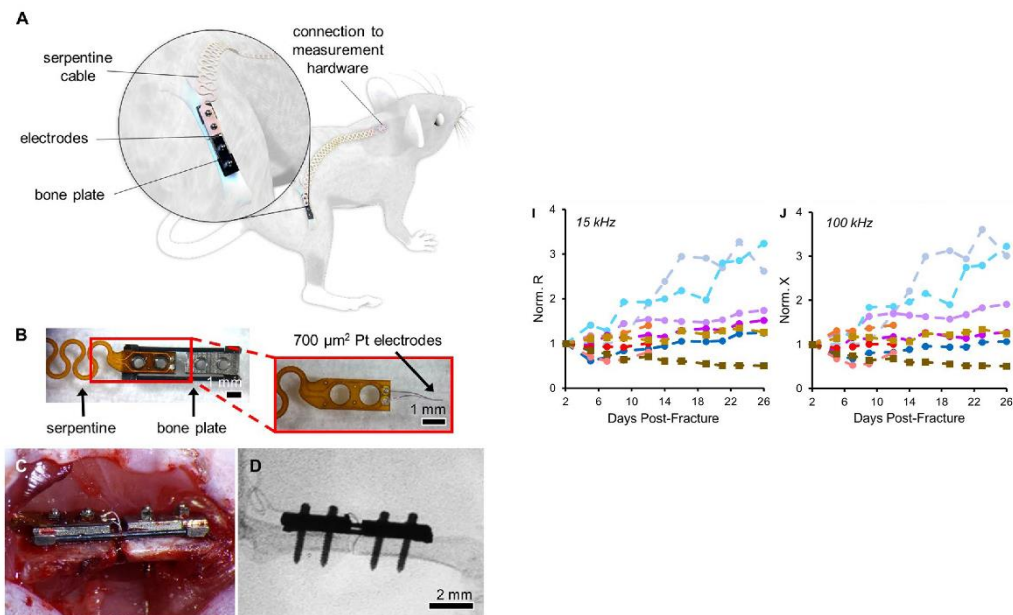 A
connection to
measurement
hardware
serpentine
cable
electrodes
bone plate
B
700 μm² Pt electrodes
1 mm
1 mm
serpentine
bone plate
C
D
2 mm
I
15 kHz
Norm. R
4
3
2
1
0
2 6 10 14 18 22 26
Days Post-Fracture
J
100 kHz
Norm. X
4
3
2
1
0
2 6 10 14 18 22 26
Days Post-Fracture